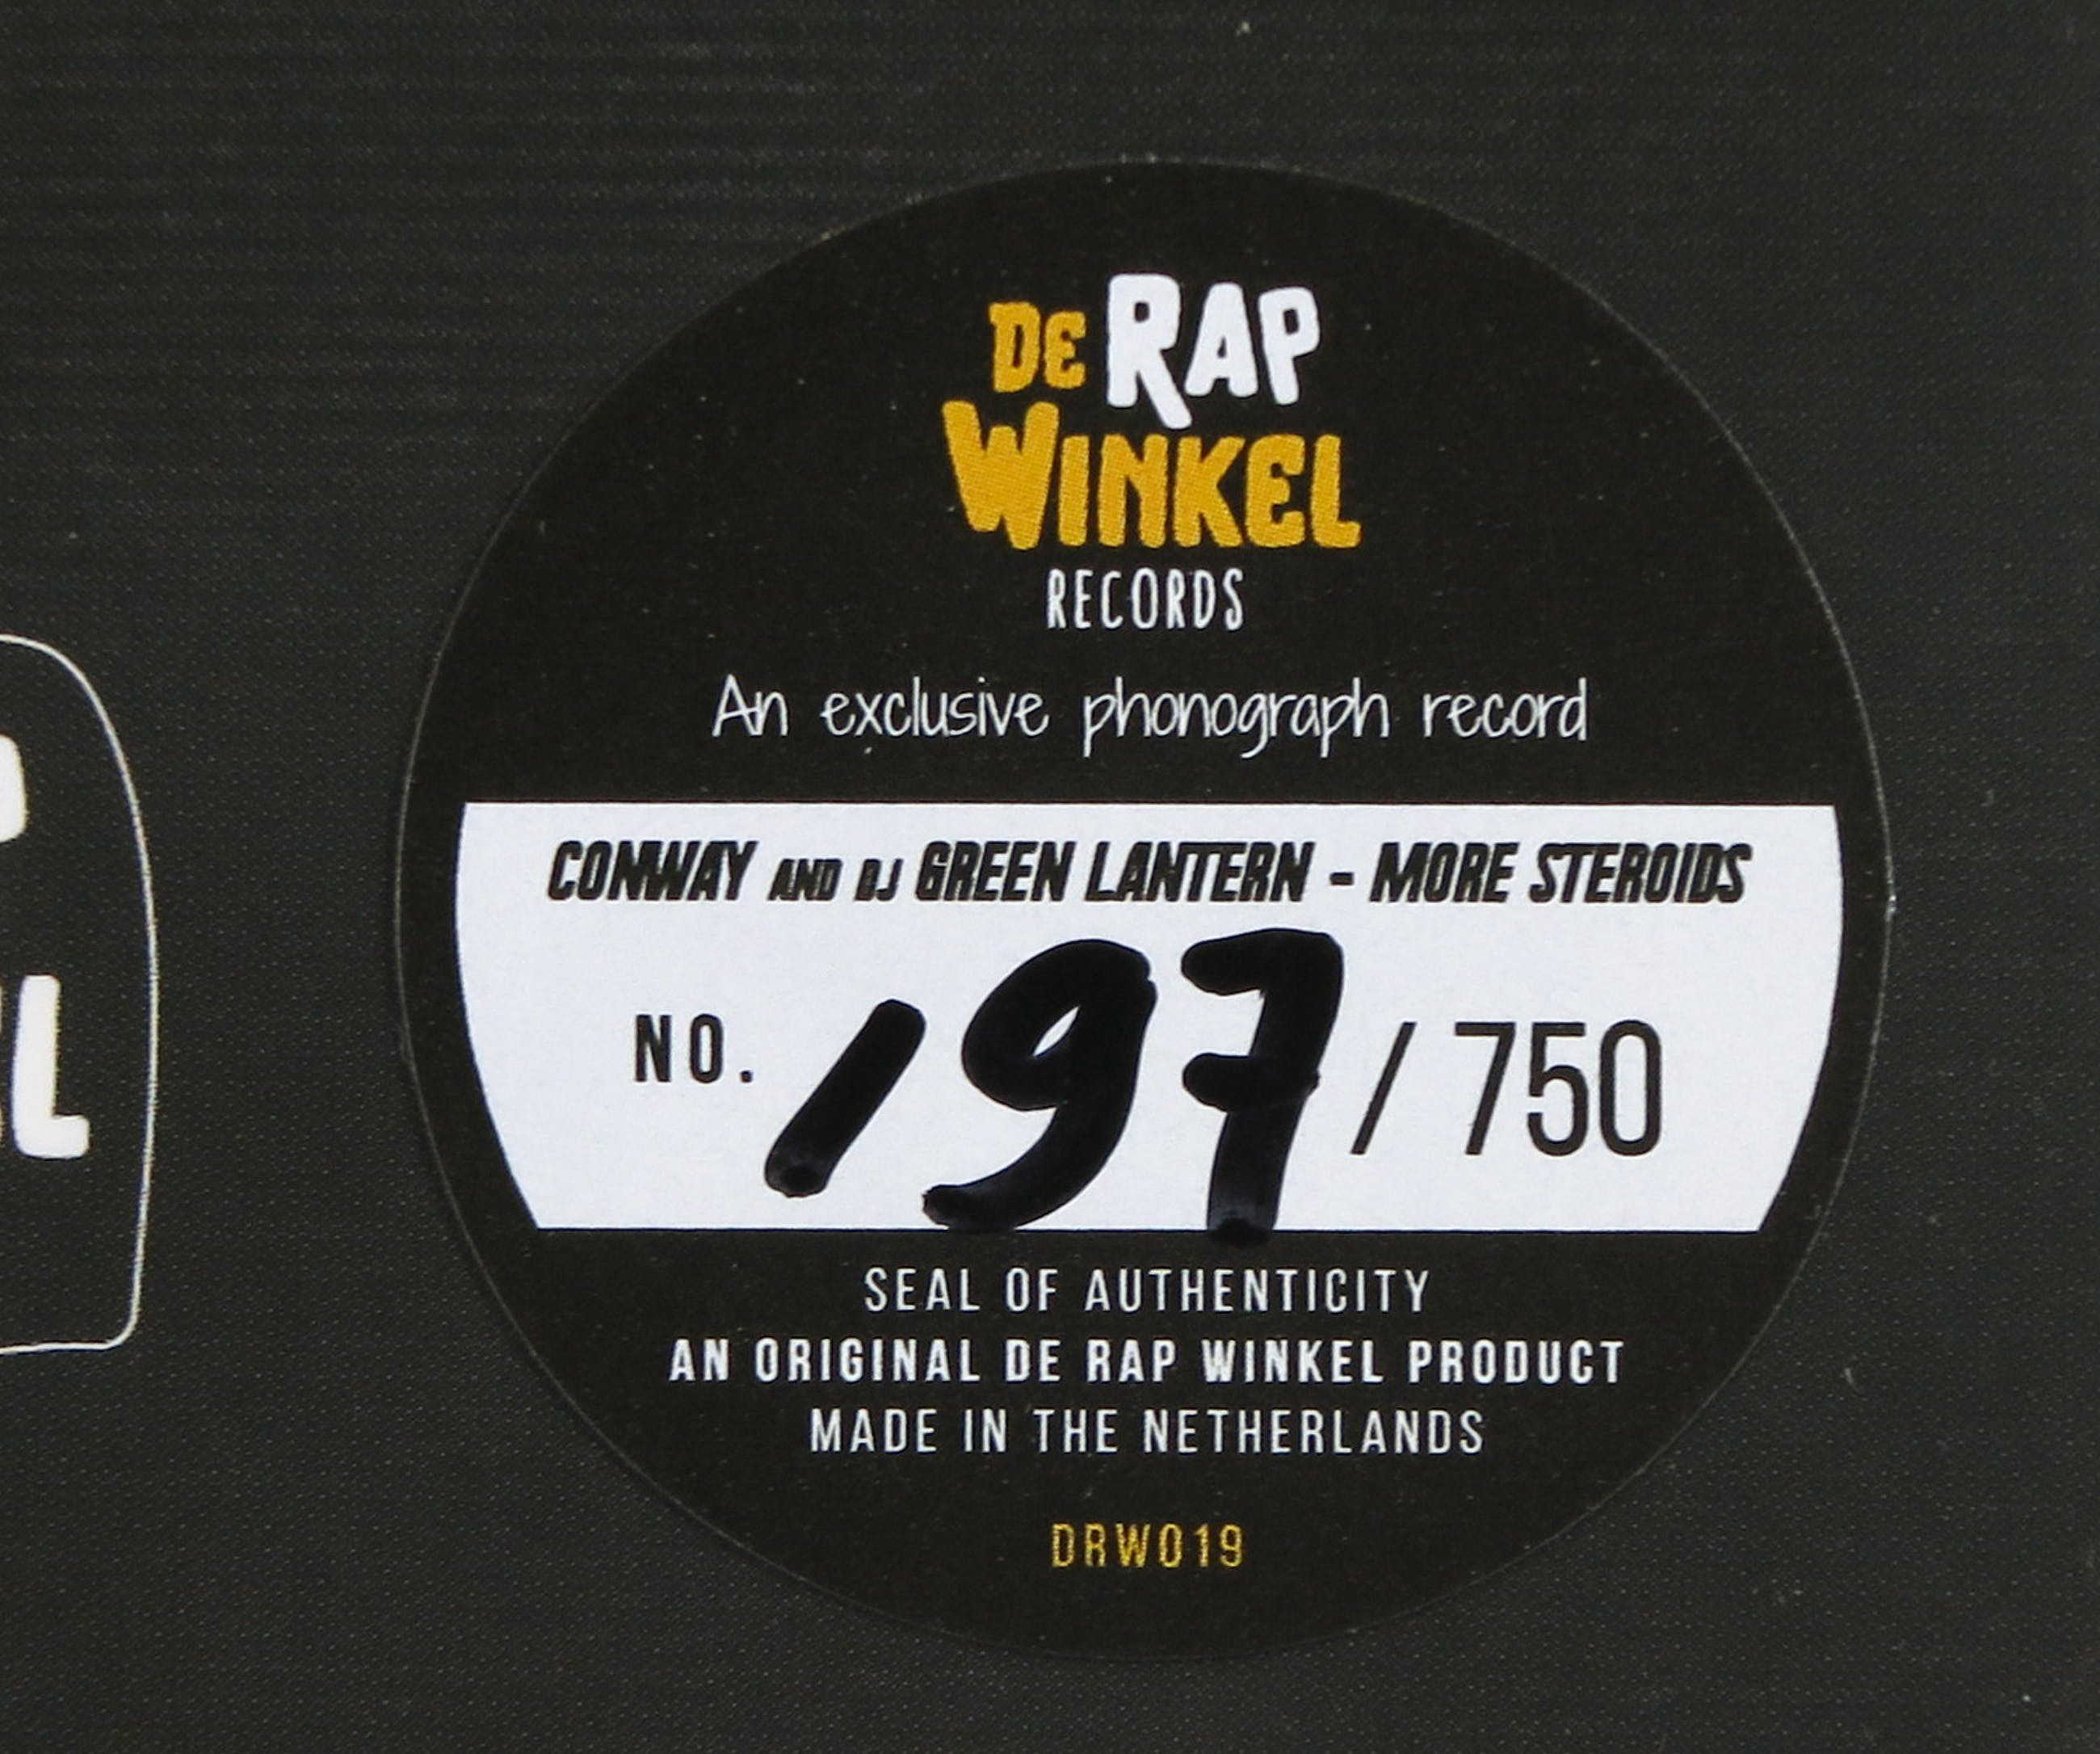 DE RAP
WINKEL
RECORDS
An exclusive phonograph record
CONWAY AND DJ GREEN LANTERN - MORE STEROIDS
NO. 197 / 750
SEAL OF AUTHENTICITY
AN ORIGINAL DE RAP WINKEL PRODUCT
MADE IN THE NETHERLANDS
DRW019